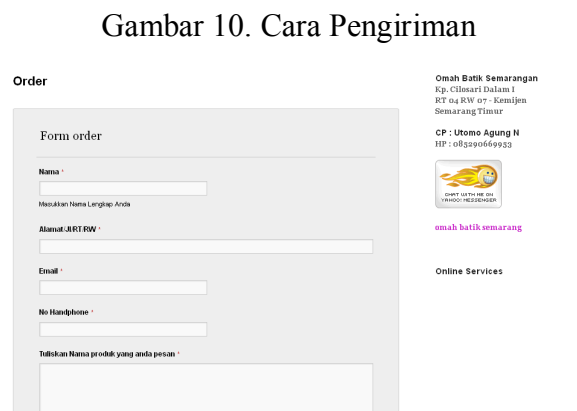 Gambar 10. Cara Pengiriman
Order
Form order
Nama *
Masukkan Nama Lengkap Anda
Alamat/Jl/RT/RW *
Email *
No Handphone *
Tuliskan Nama produk yang anda pesan *
Omah Batik Semarangan
Kp. Cilosari Dalam I
RT 04 RW 07 - Kemijen
Semarang Timur
CP : Utomo Agung N
HP : 085290669953
CHAT WITH ME ON
YAHOO! MESSENGER
omah batik semarang
Online Services